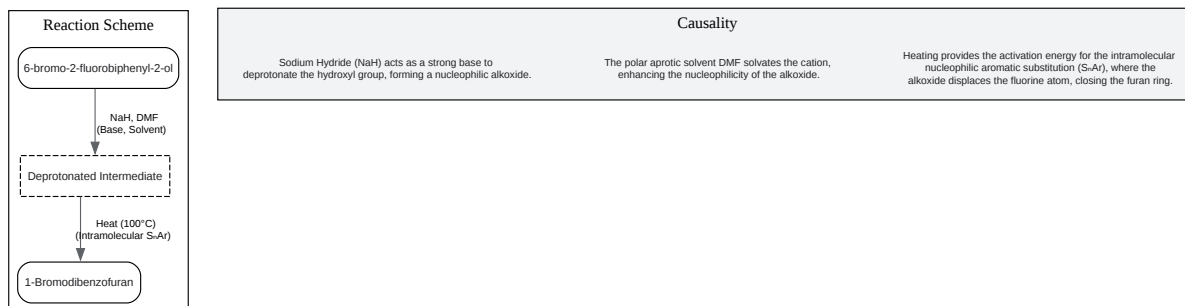 Reaction Scheme
6-bromo-2-fluorobiphenyl-2-ol
NaH, DMF
(Base, Solvent)
Deprotonated Intermediate
Heat (100°C)
(Intramolecular SₙAr)
1-Bromodibenzofuran
Causality
Sodium Hydride (NaH) acts as a strong base to
deprotonate the hydroxyl group, forming a nucleophilic alkoxide.
The polar aprotic solvent DMF solvates the cation,
enhancing the nucleophilicity of the alkoxide.
Heating provides the activation energy for the intramolecular
nucleophilic aromatic substitution (SₙAr), where the
alkoxide displaces the fluorine atom, closing the furan ring.